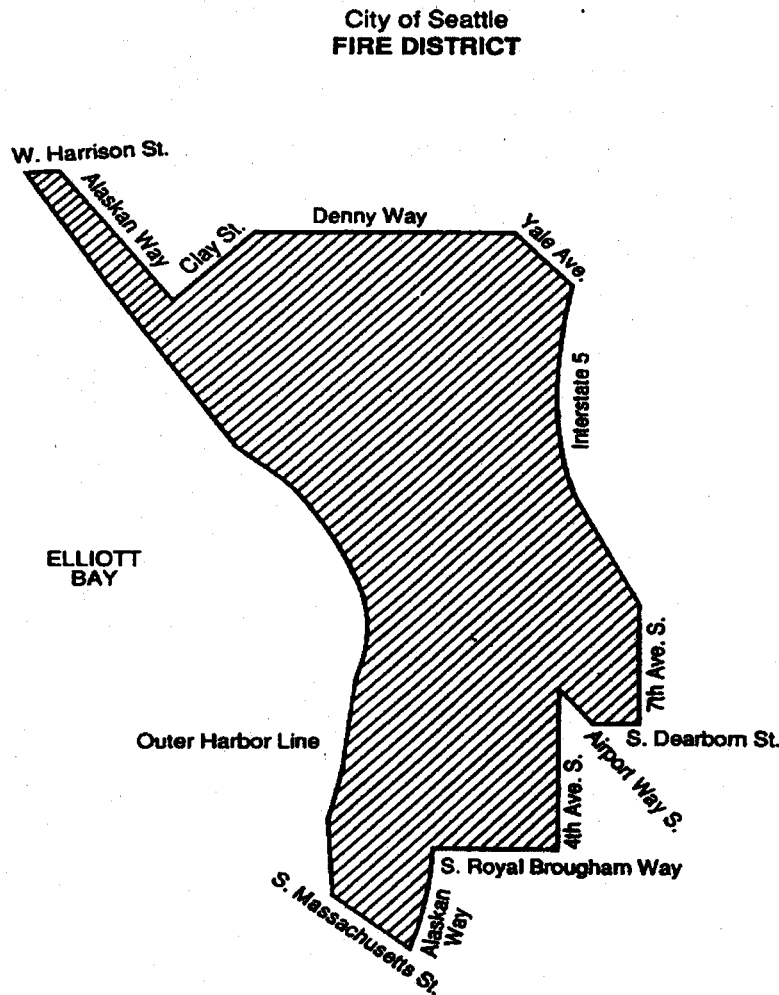 City of Seattle
FIRE DISTRICT
W. Harrison St.
Alaskan Way
Clay St.
Denny Way
Yale Ave.
Interstate 5
ELLIOTT
BAY
7th Ave. S.
Outer Harbor Line
S. Dearborn St.
Airport Way S.
4th Ave. S.
S. Royal Brougham Way
Alaskan
Way
S. Massachusetts St.